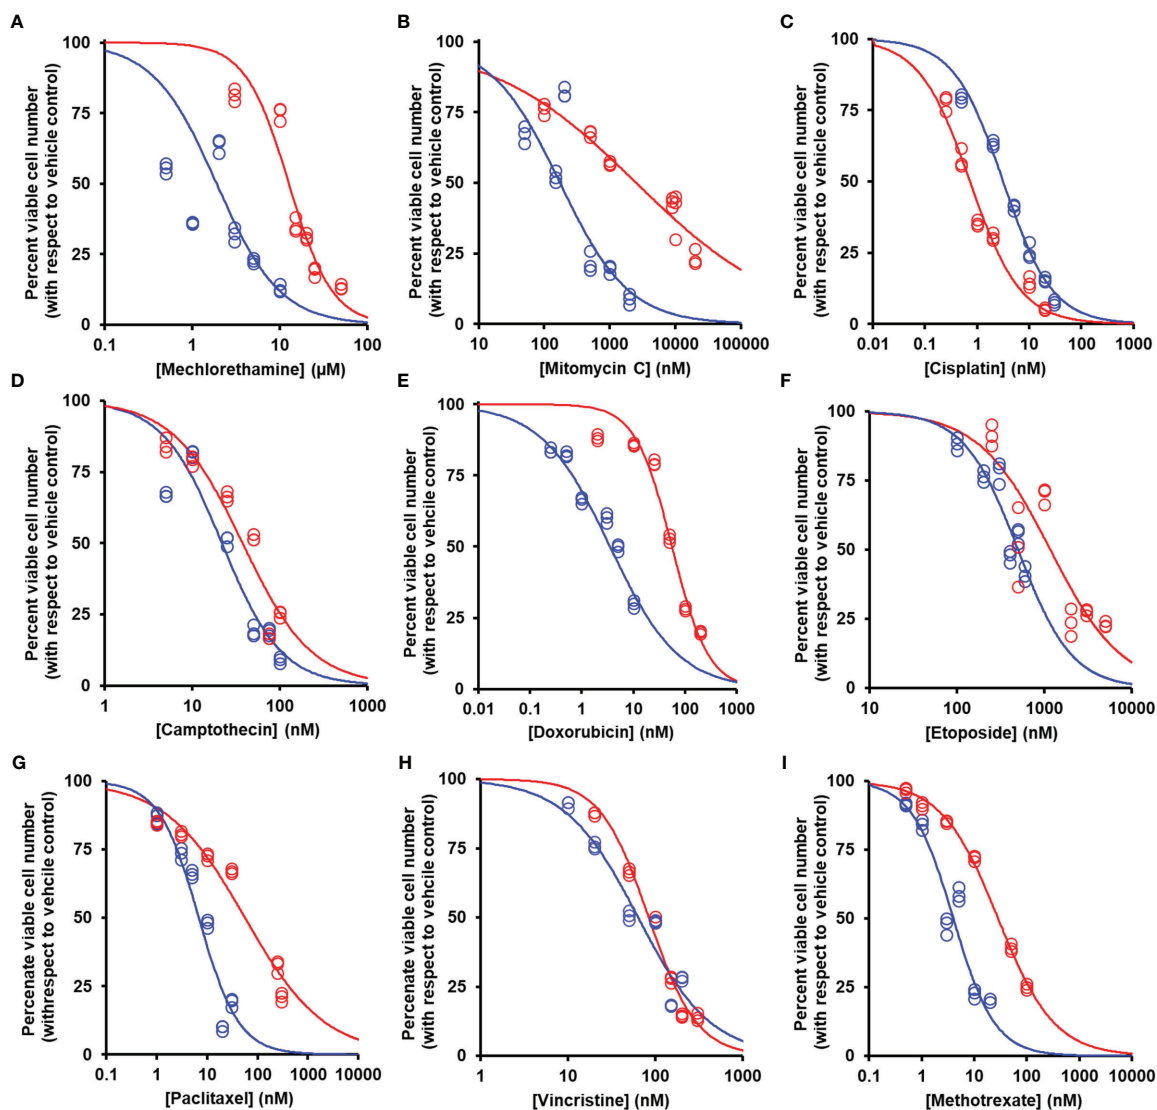 A
Percent viable cell number
(with respect to vehicle control)
100
75
50
25
0
0.1 1 10 100
[Mechlorethamine] (µM)
B
Percent viable cell number
(with respect to vehicle control)
100
75
50
25
0
10 100 1000 10000 100000
[Mitomycin C] (nM)
C
Percent viable cell number
(with respect to vehicle control)
100
75
50
25
0
0.01 0.1 1 10 100 1000
[Cisplatin] (nM)
D
Percent viable cell number
(with respect to vehicle control)
100
75
50
25
0
1 10 100 1000
[Camptothecin] (nM)
E
Percent viable cell number
(with respect to vehcile control)
100
75
50
25
0
0.01 0.1 1 10 100 1000
[Doxorubicin] (nM)
F
Percent viable cell number
(with respect to vehicle control)
100
75
50
25
0
10 100 1000 10000
[Etoposide] (nM)
G
Percenate viable cell number
(withrespect to vehicle control)
100
75
50
25
0
0.1 1 10 100 1000 10000
[Paclitaxel] (nM)
H
Percenate viable cell number
(with respect to vehcile control)
100
75
50
25
0
1 10 100 1000
[Vincristine] (nM)
I
Percent viable cell number
(with respect to vehicle control)
100
75
50
25
0
0.1 1 10 100 1000 10000
[Methotrexate] (nM)